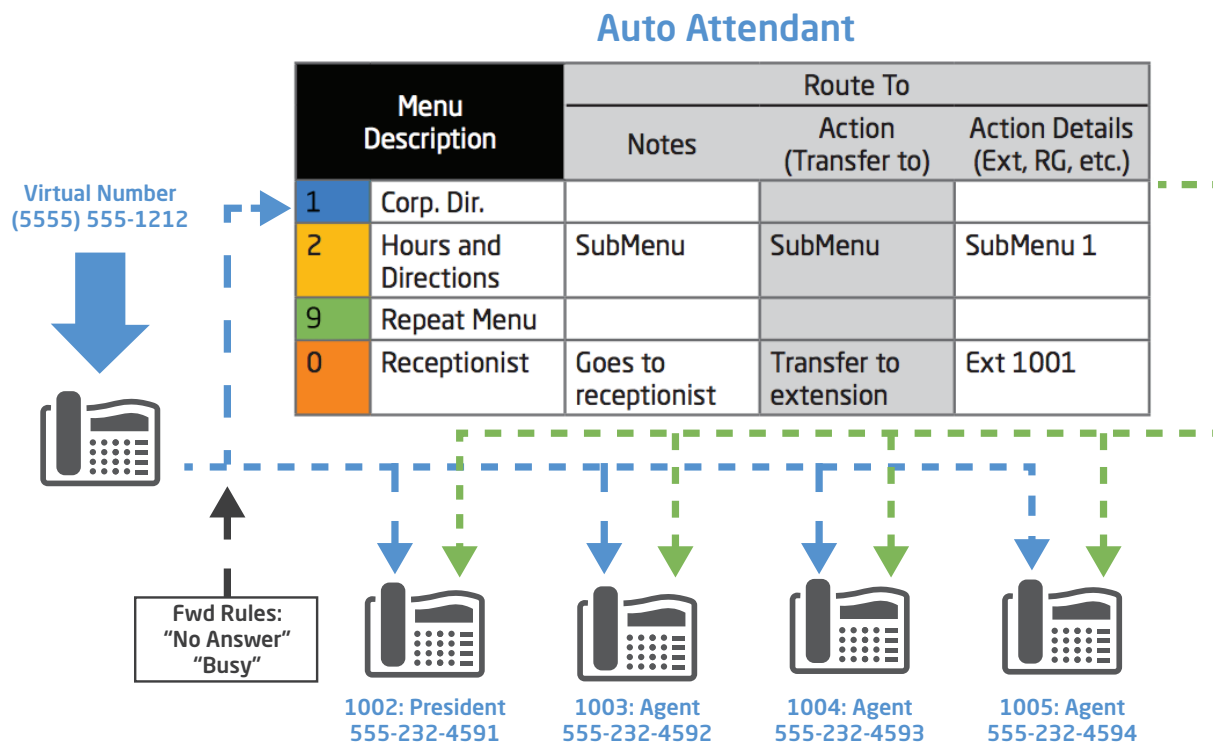 Auto Attendant
Menu
Description
Route To
Notes
Action
(Transfer to)
Action Details
(Ext, RG, etc.)
Virtual Number
(5555) 555-1212
1 Corp. Dir.
2 Hours and
Directions
SubMenu
SubMenu
SubMenu 1
9 Repeat Menu
0 Receptionist
Goes to
receptionist
Transfer to
extension
Ext 1001
Fwd Rules:
“No Answer”
“Busy”
1002: President
555-232-4591
1003: Agent
555-232-4592
1004: Agent
555-232-4593
1005: Agent
555-232-4594